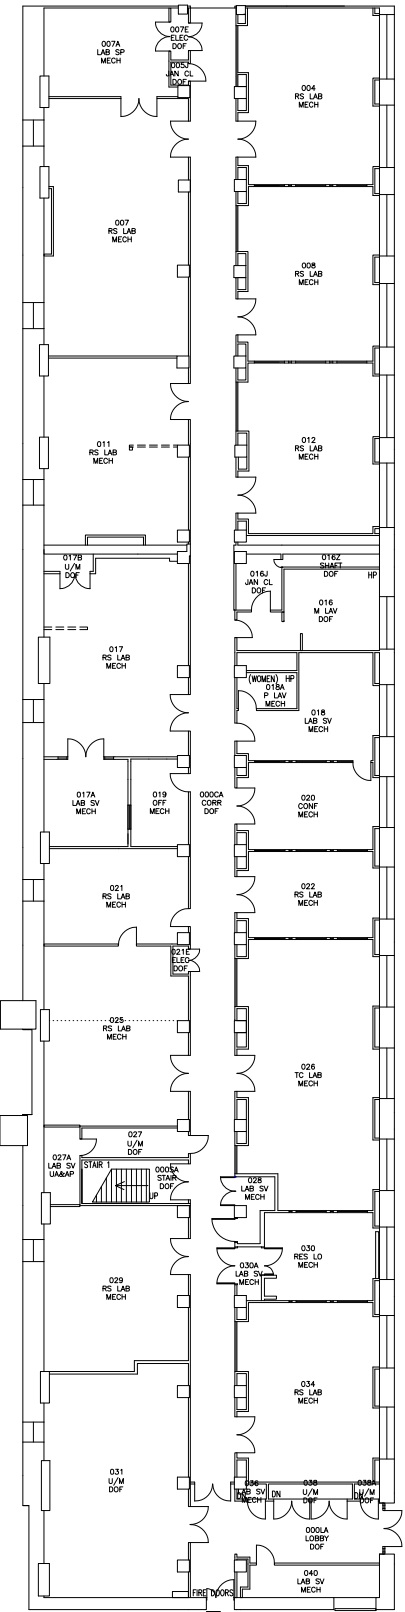 007A
LAB SP
MECH
007E
ELEC
DOF
005J
JAN CL
DOF
004
RS LAB
MECH
007
RS LAB
MECH
008
RS LAB
MECH
011
RS LAB
MECH
012
RS LAB
MECH
017B
U/M
DOF
016Z
SHAFT
DOF
HP
016J
JAN CL
DOF
016
M LAV
DOF
017
RS LAB
MECH
(WOMEN) HP
018A
P LAV
MECH
018
LAB SV
MECH
017A
LAB SV
MECH
019
OFF
MECH
000CA
CORR
DOF
020
CONF
MECH
021
RS LAB
MECH
022
RS LAB
MECH
021E
ELEC
DOF
025
RS LAB
MECH
026
TC LAB
MECH
027
U/M
DOF
027A
LAB SV
UA&AP
STAIR 1
000SA
STAIR
DOF
UP
028
LAB SV
MECH
029
RS LAB
MECH
030
RES LO
MECH
030A
LAB SV
MECH
034
RS LAB
MECH
031
U/M
DOF
036
LAB SV
MECH
DN
DN
038
U/M
DOF
038A
U/M
DOF
DN
000LA
LOBBY
DOF
040
LAB SV
MECH
FIRE DOORS